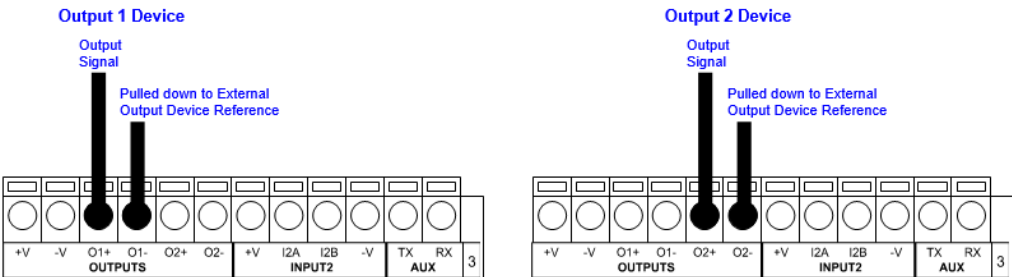 Output 1 Device
Output
Signal
Pulled down to External
Output Device Reference
+V -V O1+ O1- O2+ O2- +V I2A I2B -V TX RX
OUTPUTS INPUT2 AUX 3
Output 2 Device
Output
Signal
Pulled down to External
Output Device Reference
+V -V O1+ O1- O2+ O2- +V I2A I2B -V TX RX
OUTPUTS INPUT2 AUX 3